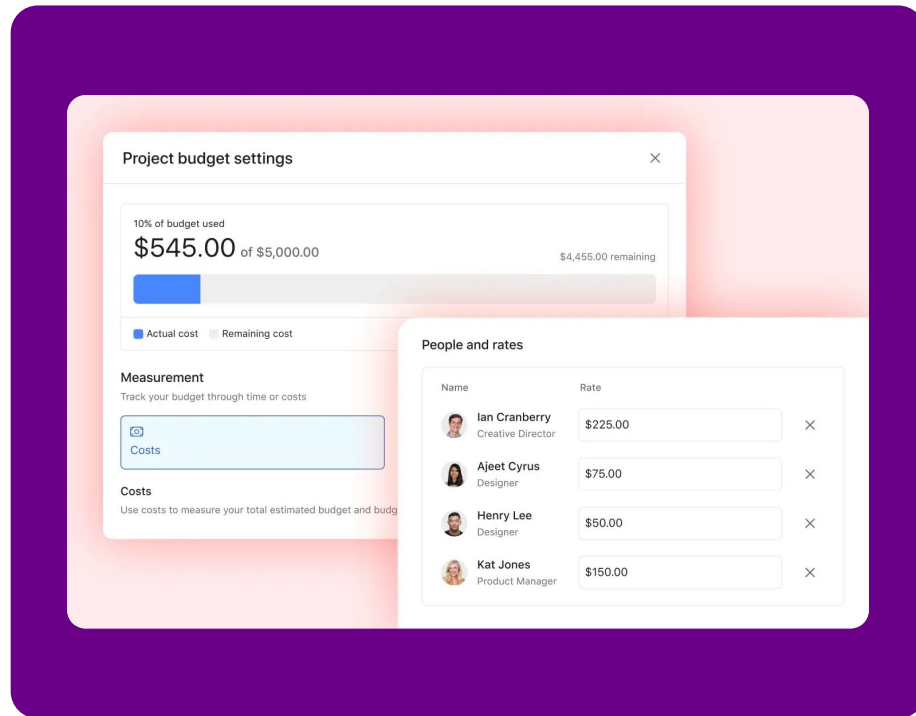 Project budget settings
10% of budget used
$545.00 of $5,000.00
$4,455.00 remaining
Actual cost
Remaining cost
Measurement
Track your budget through time or costs
Costs
Costs
Use costs to measure your total estimated budget and budg
People and rates
Name Rate
Ian Cranberry
Creative Director
$225.00
Ajeet Cyrus
Designer
$75.00
Henry Lee
Designer
$50.00
Kat Jones
Product Manager
$150.00